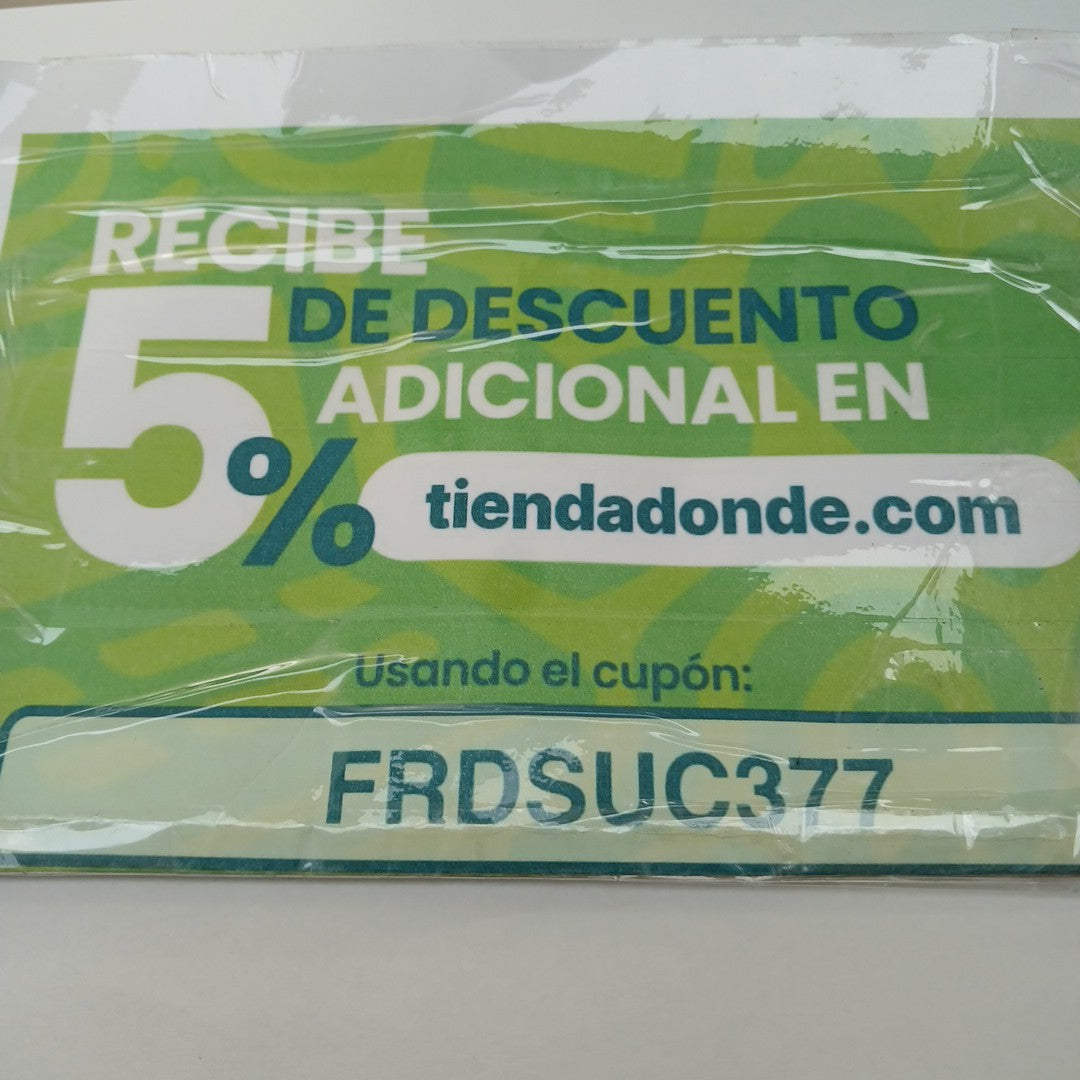 RECIBE
5% DE DESCUENTO
ADICIONAL EN
tiendadonde.com
Usando el cupón:
FRDSUC377